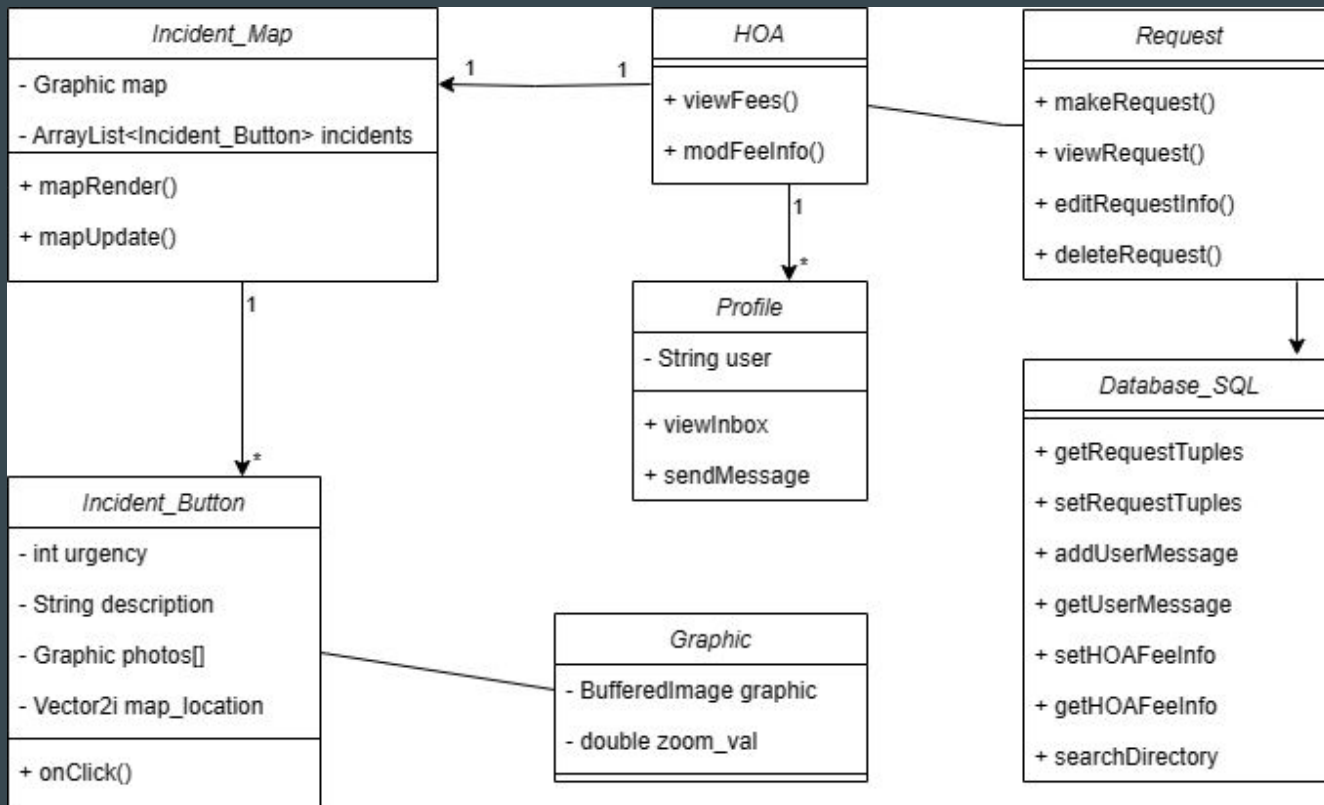 Incident_Map
- Graphic map
- ArrayList<Incident_Button> incidents
+ mapRender()
+ mapUpdate()
1
1
HOA
+ viewFees()
+ modFeeInfo()
Request
+ makeRequest()
+ viewRequest()
+ editRequestInfo()
+ deleteRequest()
1
*
Profile
- String user
+ viewInbox
+ sendMessage
1
*
Incident_Button
- int urgency
- String description
- Graphic photos[]
- Vector2i map_location
+ onClick()
Graphic
- BufferedImage graphic
- double zoom_val
Database_SQL
+ getRequestTuples
+ setRequestTuples
+ addUserMessage
+ getUserMessage
+ setHOAFeeInfo
+ getHOAFeeInfo
+ searchDirectory